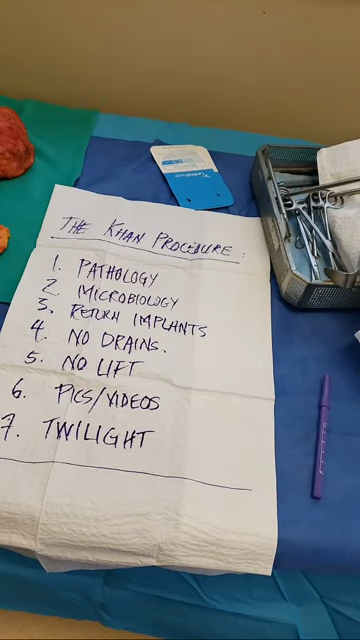 THE KHAN PROCEDURE:
1. PATHOLOGY
2. MICROBIOLOGY
3. RETURN IMPLANTS
4. NO DRAINS.
5. NO LIFT
6. PICS/VIDEOS
7. TWILIGHT